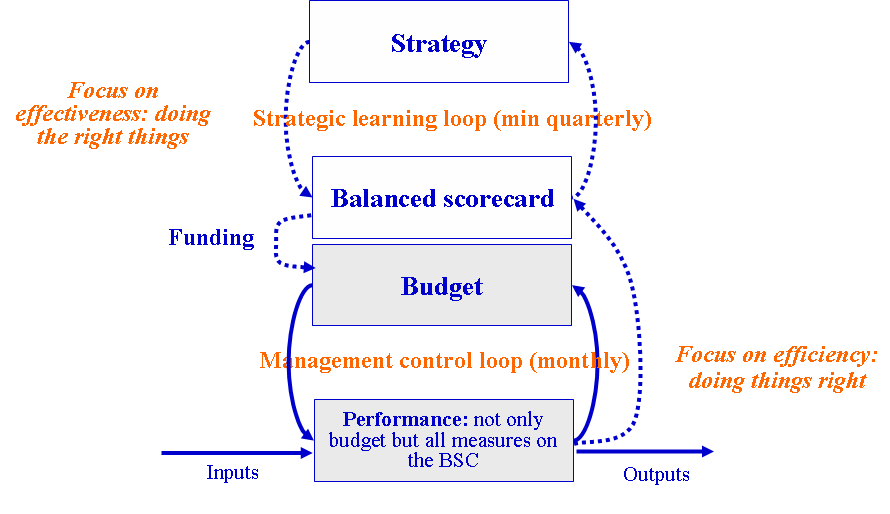 Strategy
Focus on
effectiveness: doing
the right things
Strategic learning loop (min quarterly)
Balanced scorecard
Funding
Budget
Management control loop (monthly)
Focus on efficiency:
doing things right
Performance: not only
budget but all measures on
the BSC
Inputs
Outputs